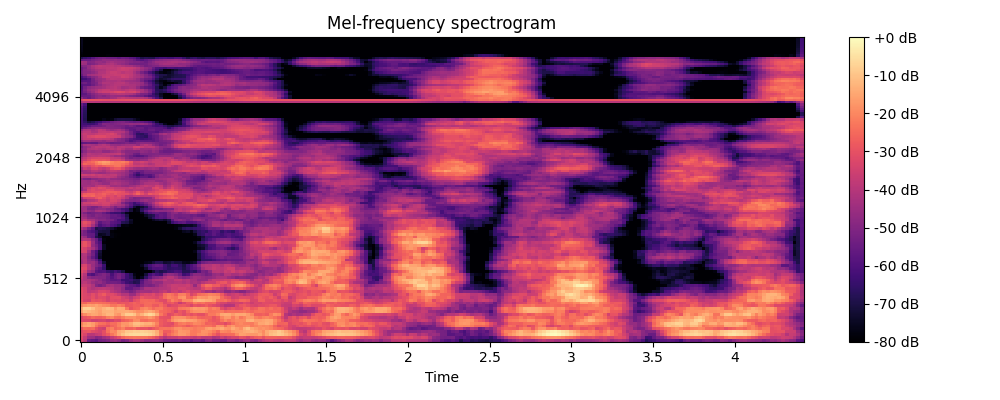 Mel-frequency spectrogram
4096
2048
1024
512
0
Hz
0 0.5 1 1.5 2 2.5 3 3.5 4
Time
+0 dB
-10 dB
-20 dB
-30 dB
-40 dB
-50 dB
-60 dB
-70 dB
-80 dB